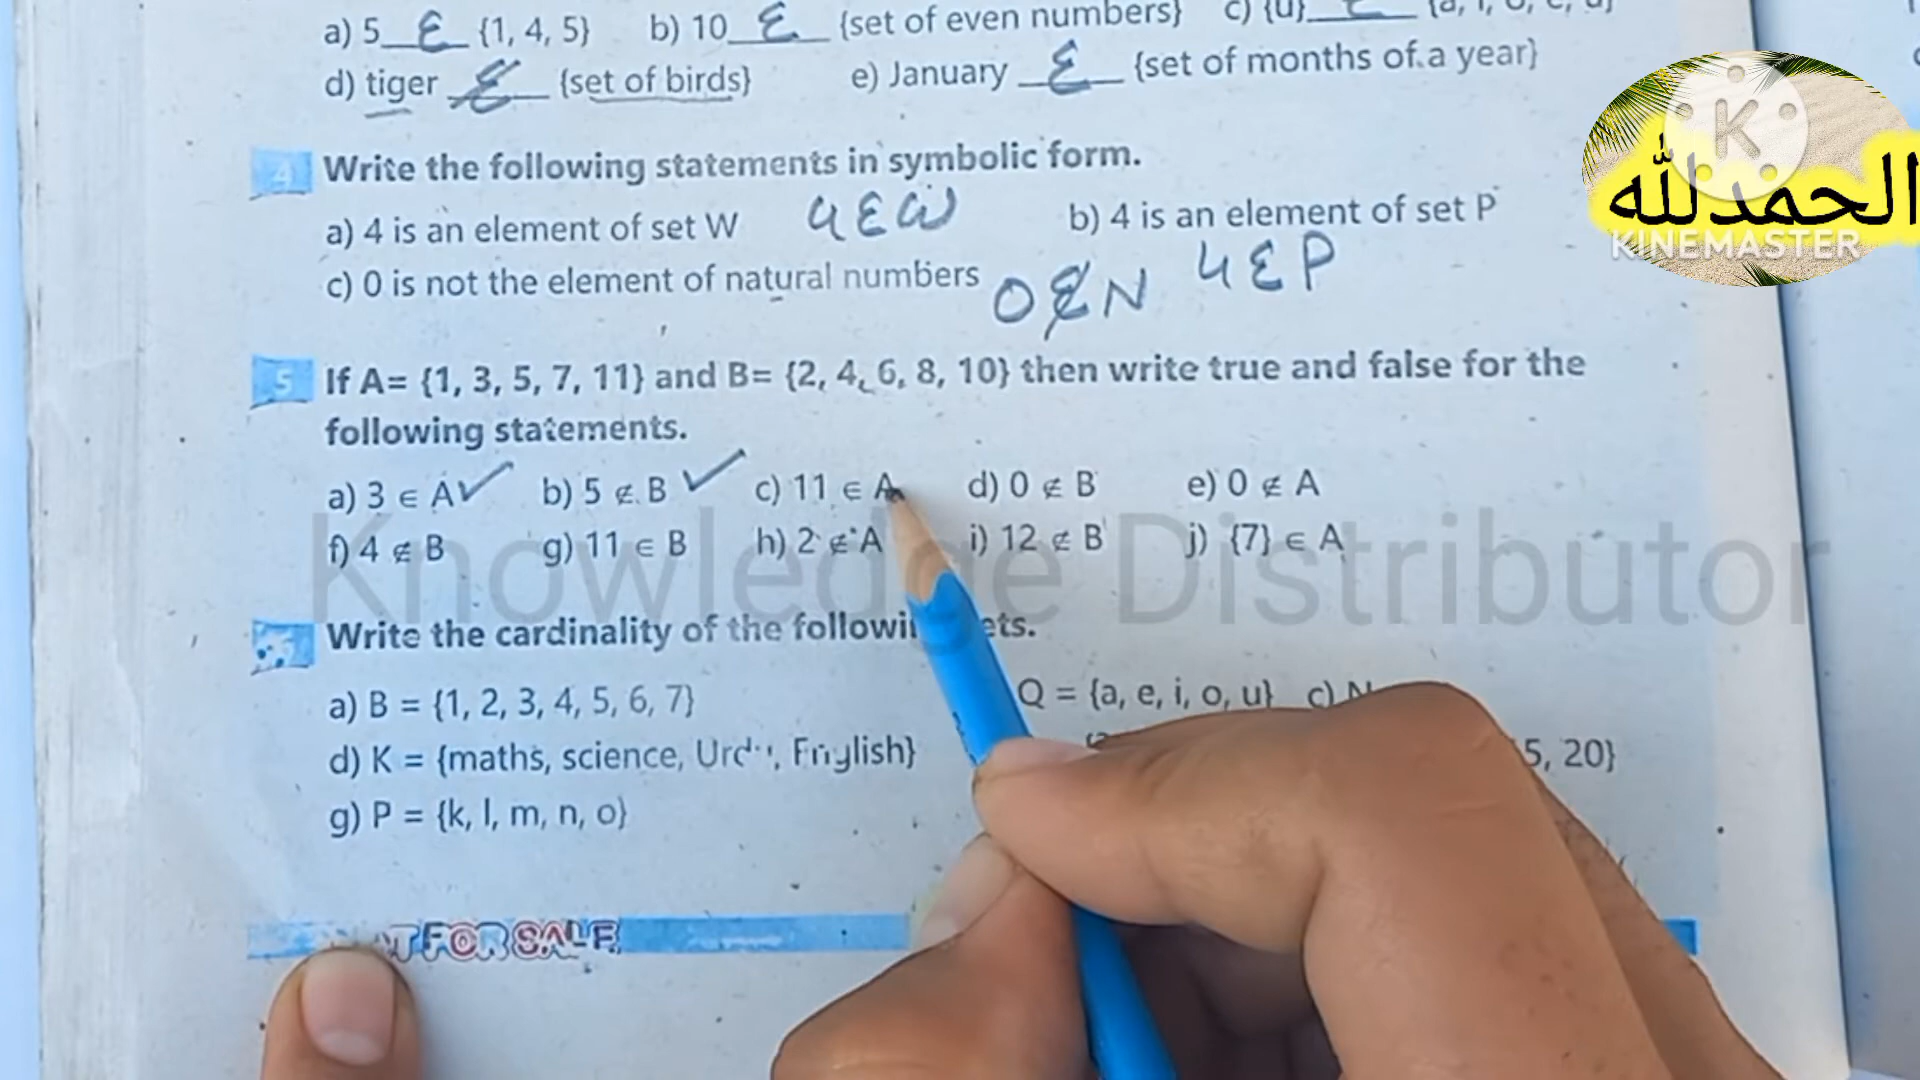 a) 5 ε {1, 4, 5} b) 10 ε {set of even numbers} c) {u} ε {a, i, o, e, u}
d) tiger ∉ {set of birds} e) January ε {set of months of a year}
4 Write the following statements in symbolic form.
a) 4 is an element of set W 4 ε W b) 4 is an element of set P
4 ε P
c) 0 is not the element of natural numbers 0 ∉ N
5 If A= {1, 3, 5, 7, 11} and B= {2, 4, 6, 8, 10} then write true and false for the
following statements.
a) 3 ∈ A ✓ b) 5 ∉ B ✓ c) 11 ∈ A d) 0 ∉ B e) 0 ∉ A
f) 4 ∉ B g) 11 ∈ B h) 2 ∉ A i) 12 ∉ B j) {7} ∈ A
Write the cardinality of the
a) B = {1, 2, 3, 4, 5, 6, 7} Q = {a, e, i, o, u} c)
d) K = {maths, science, Urdu, English} 5, 20}
g) P = {k, l, m, n, o}
FOR SALE
Knowledge Distributor
K
الحمدلله
KINEMASTER